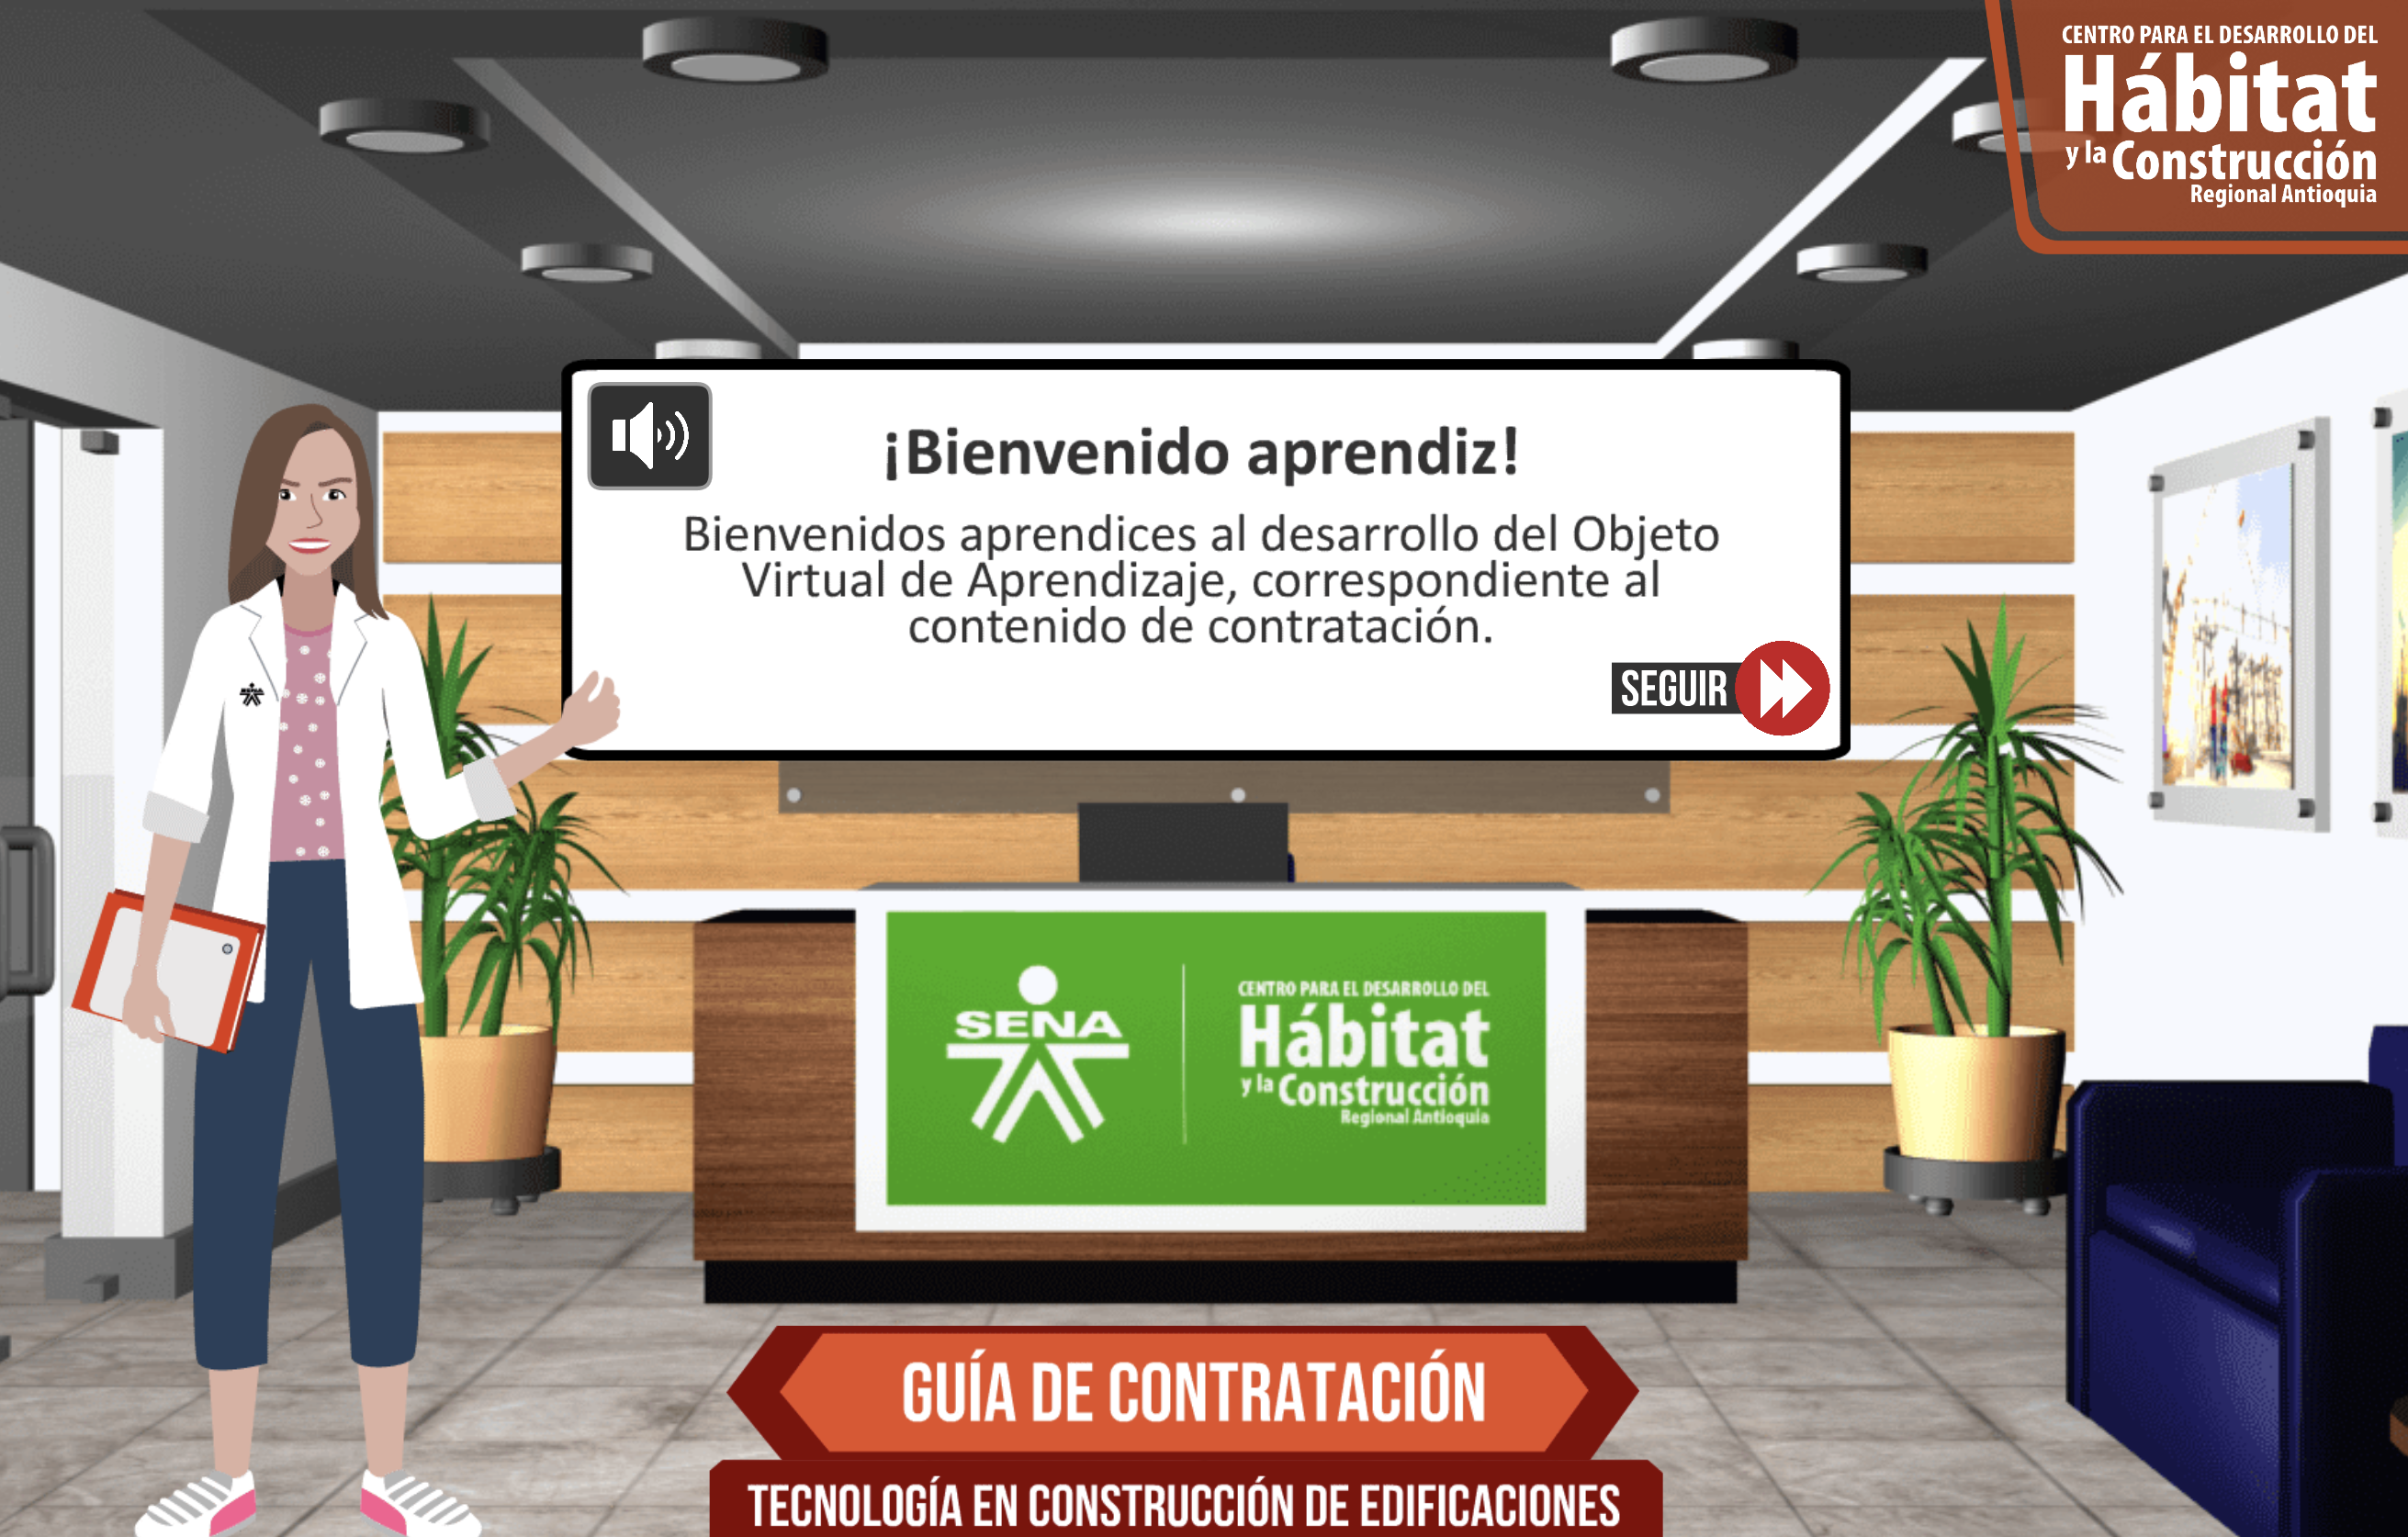 CENTRO PARA EL DESARROLLO DEL
Hábitat
y la Construcción
Regional Antioquia
¡Bienvenido aprendiz!
Bienvenidos aprendices al desarrollo del Objeto
Virtual de Aprendizaje, correspondiente al
contenido de contratación.
SEGUIR
SENA
CENTRO PARA EL DESARROLLO DEL
Hábitat
y la Construcción
Regional Antioquia
GUÍA DE CONTRATACIÓN
TECNOLOGÍA EN CONSTRUCCIÓN DE EDIFICACIONES